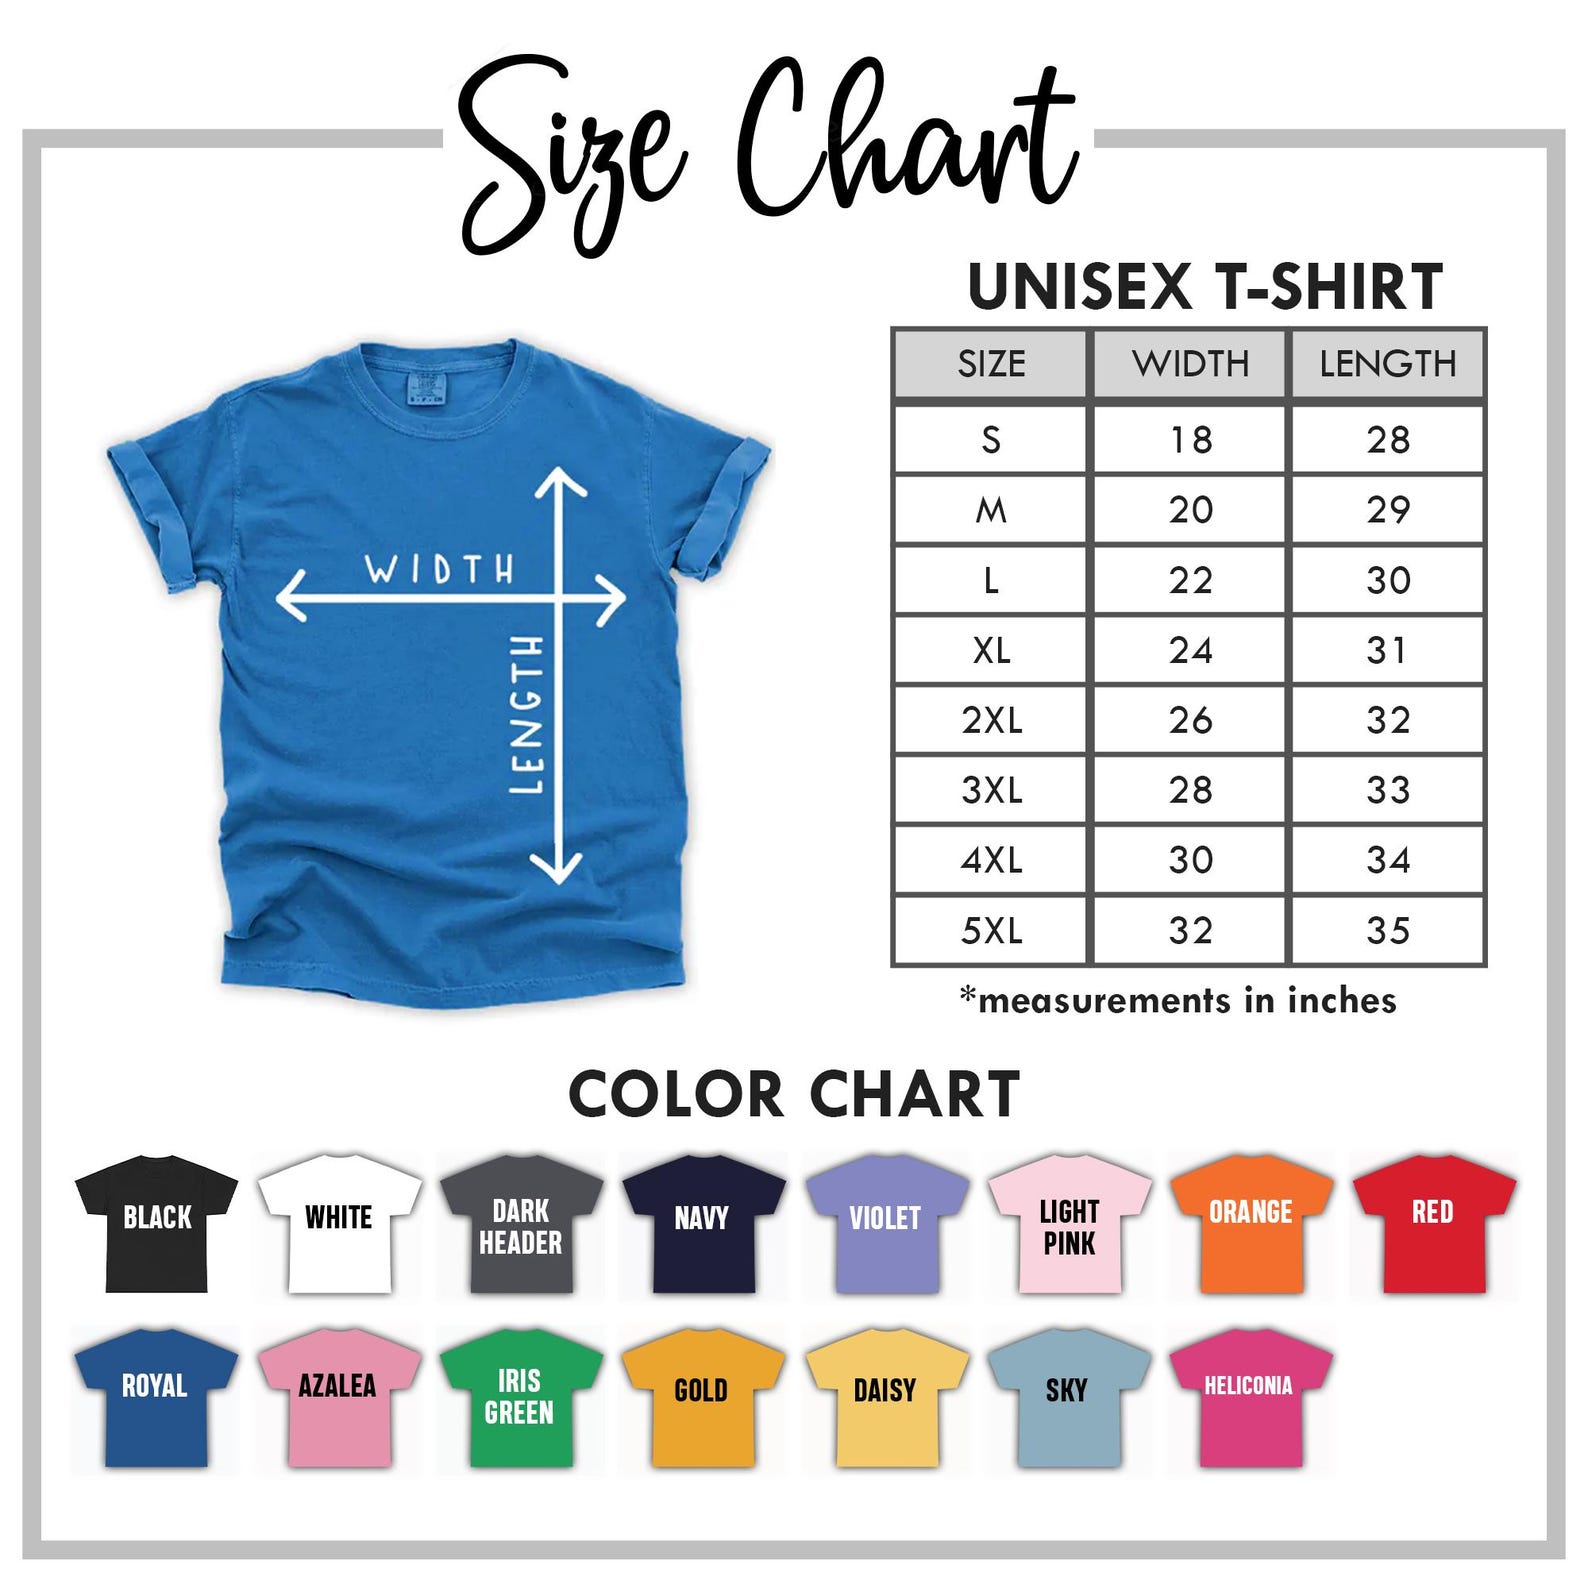 Size Chart
UNISEX T-SHIRT
SIZE WIDTH LENGTH
S 18 28
M 20 29
L 22 30
XL 24 31
2XL 26 32
3XL 28 33
4XL 30 34
5XL 32 35
*measurements in inches
WIDTH
LENGTH
COLOR CHART
BLACK
WHITE
DARK
HEADER
NAVY
VIOLET
LIGHT
PINK
ORANGE
RED
ROYAL
AZALEA
IRIS
GREEN
GOLD
DAISY
SKY
HELICONIA